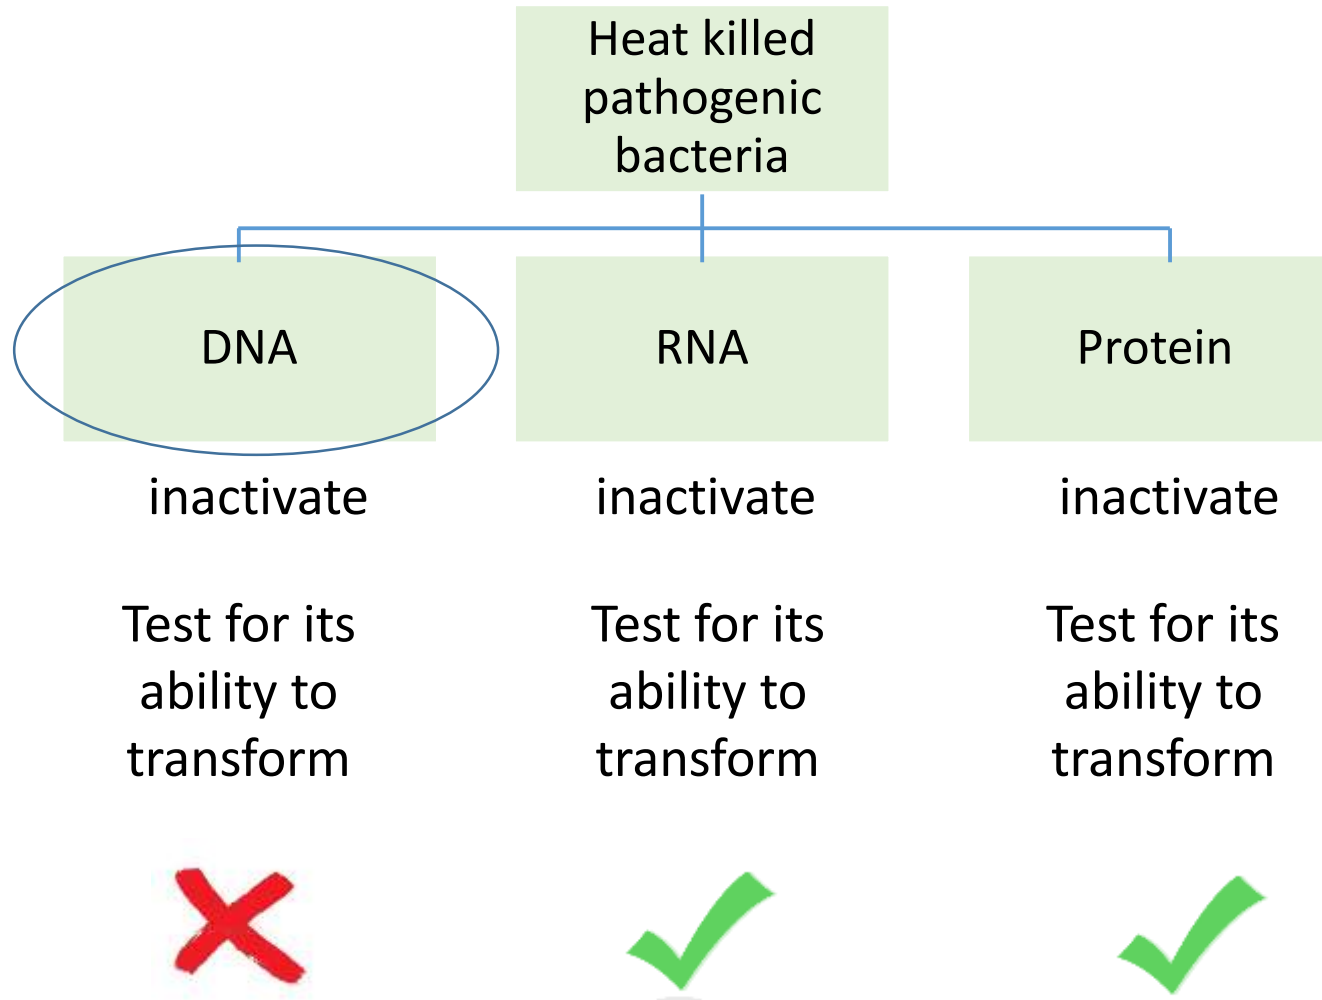 Heat killed
pathogenic
bacteria
DNA
RNA
Protein
inactivate
inactivate
inactivate
Test for its
ability to
transform
Test for its
ability to
transform
Test for its
ability to
transform